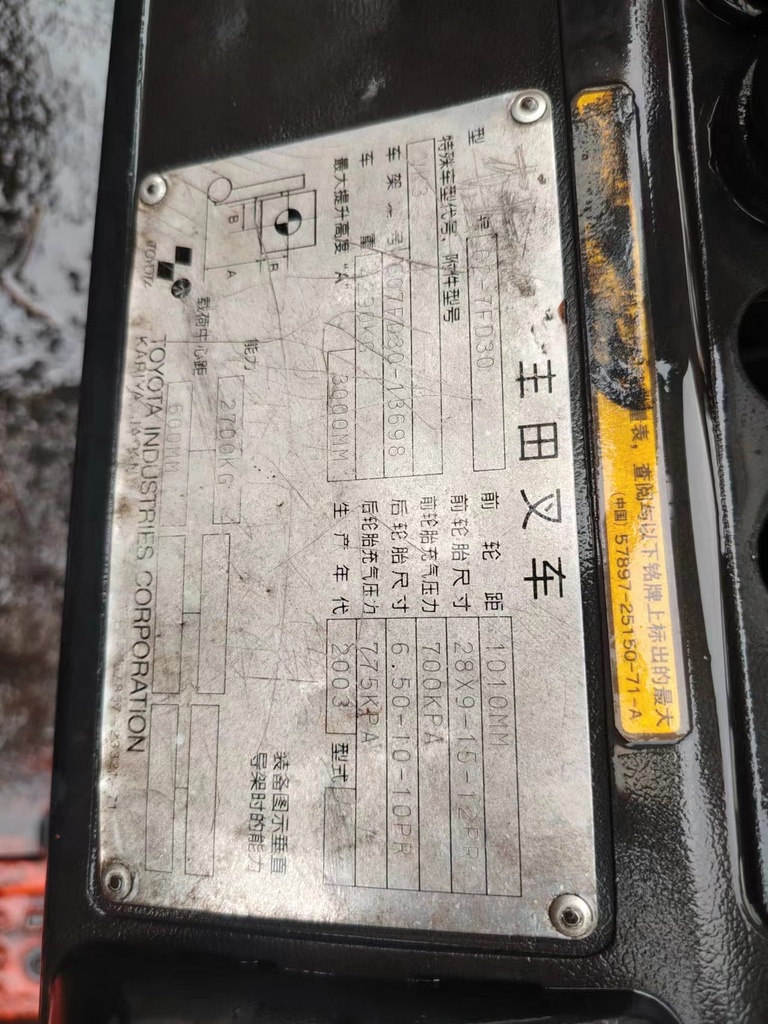 丰田叉车
型 号 7FD30
特殊车型代号, 附件型号
车架 号 7FD30-13698
车 重
最大提升高度 A 3000MM
前 轮 距 1010MM
前轮胎尺寸 28X9-15-12PR
前轮胎充气压力 700KPA
后轮胎尺寸 6.50-10-10PR
后轮胎充气压力 775KPA
生产年代 2003 型式
B
A
B
能力 2700KG
载荷中心距 500MM
装备图示垂直
导架时的能力
TOYOTA
TOYOTA INDUSTRIES CORPORATION
KARIYA, JAPAN
表, 查阅与以下铭牌上标出的最大
(中国) 57897-25150-71-A